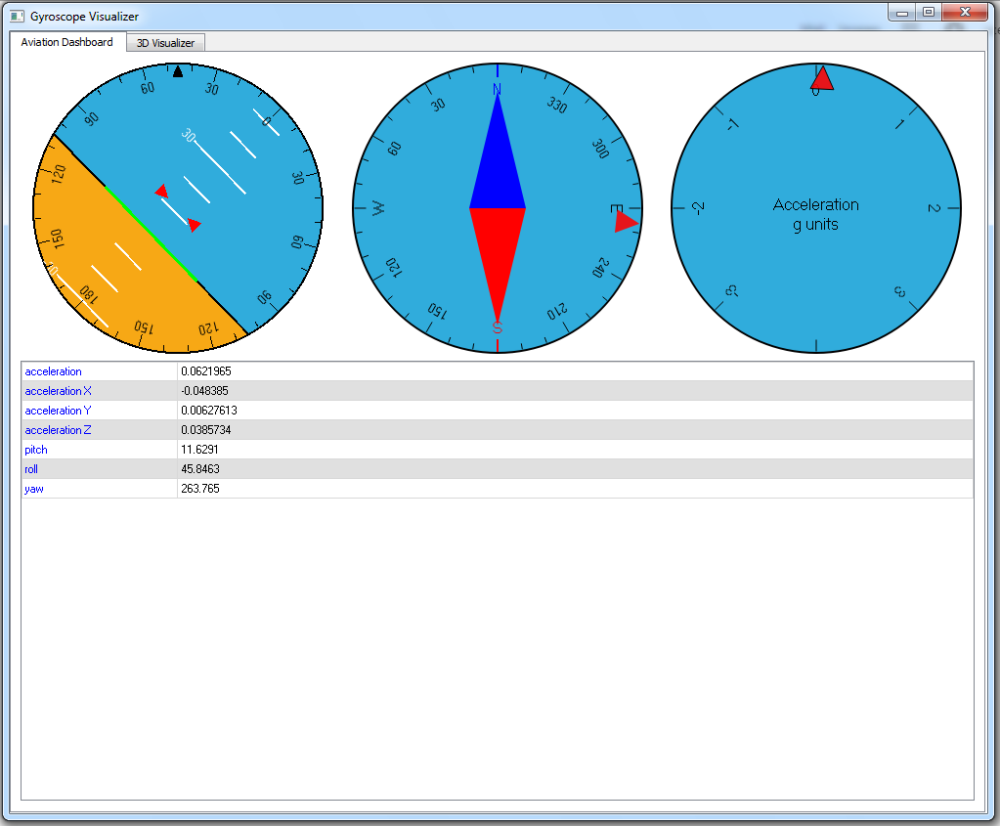 Gyroscope Visualizer
Aviation Dashboard
3D Visualizer
60
30
90
0
30
120
30
150
60
0
180
90
150
120
N
30
330
60
300
W
E
120
240
150
210
S
0
-1
1
-2
2
Acceleration
g units
-3
3
acceleration 0.0621965
acceleration X -0.048385
acceleration Y 0.00627613
acceleration Z 0.0385734
pitch 11.6291
roll 45.8463
yaw 263.765